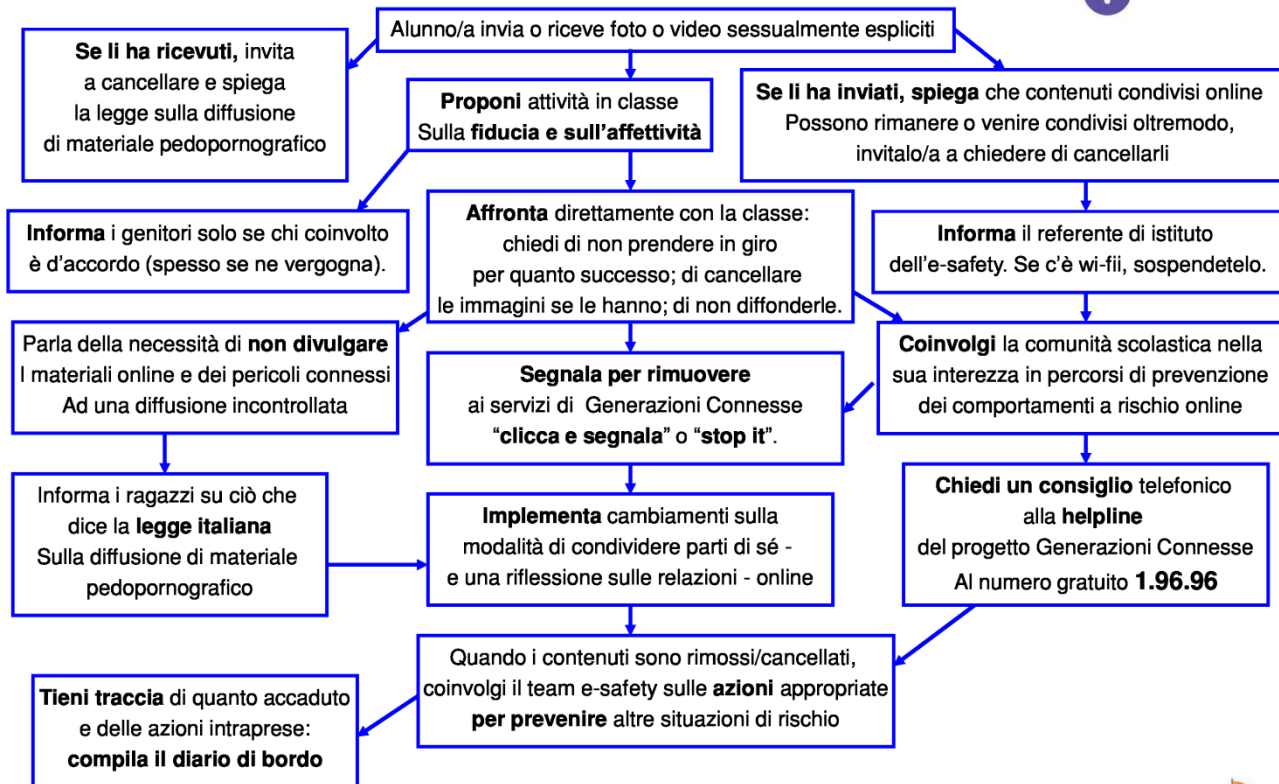 Alunno/a invia o riceve foto o video sessualmente espliciti
Se li ha ricevuti, invita
a cancellare e spiega
la legge sulla diffusione
di materiale pedopornografico
Proponi attività in classe
Sulla fiducia e sull'affettività
Se li ha inviati, spiega che contenuti condivisi online
Possono rimanere o venire condivisi oltremodo,
invitalo/a a chiedere di cancellarli
Informa i genitori solo se chi coinvolto
è d'accordo (spesso se ne vergogna).
Affronta direttamente con la classe:
chiedi di non prendere in giro
per quanto successo; di cancellare
le immagini se le hanno; di non diffonderle.
Informa il referente di istituto
dell'e-safety. Se c'è wi-fii, sospendetelo.
Parla della necessità di non divulgare
I materiali online e dei pericoli connessi
Ad una diffusione incontrollata
Segnala per rimuovere
ai servizi di Generazioni Connesse
“clicca e segnala” o “stop it”.
Coinvolgi la comunità scolastica nella
sua interezza in percorsi di prevenzione
dei comportamenti a rischio online
Informa i ragazzi su ciò che
dice la legge italiana
Sulla diffusione di materiale
pedopornografico
Implementa cambiamenti sulla
modalità di condividere parti di sé -
e una riflessione sulle relazioni - online
Chiedi un consiglio telefonico
alla helpline
del progetto Generazioni Connesse
Al numero gratuito 1.96.96
Quando i contenuti sono rimossi/cancellati,
coinvolgi il team e-safety sulle azioni appropriate
per prevenire altre situazioni di rischio
Tieni traccia di quanto accaduto
e delle azioni intraprese:
compila il diario di bordo